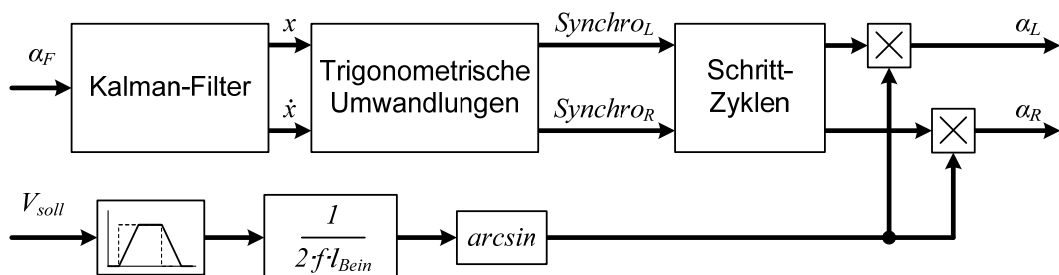 α_F
Kalman-Filter
x
ẋ
Trigonometrische
Umwandlungen
Synchro_L
Synchro_R
Schritt-
Zyklen
α_L
α_R
V_soll
1
2·f·l_Bein
arcsin